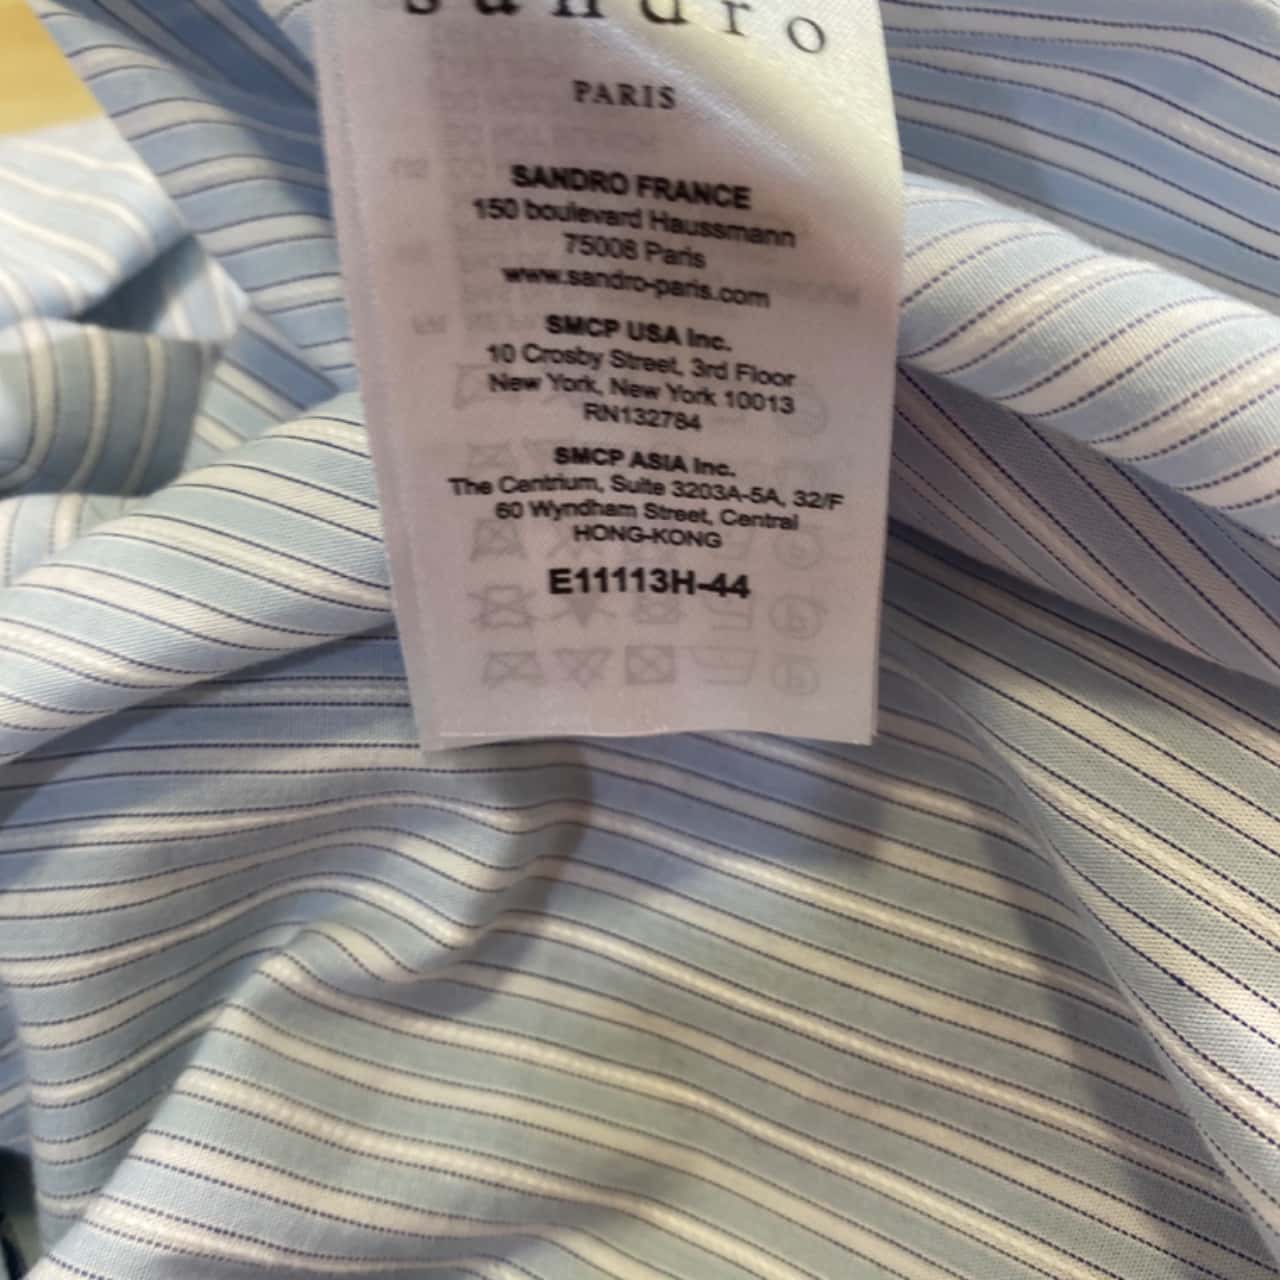 sandro
PARIS
SANDRO FRANCE
150 boulevard Haussmann
75008 Paris
www.sandro-paris.com
SMCP USA Inc.
10 Crosby Street, 3rd Floor
New York, New York 10013
RN132784
SMCP ASIA Inc.
The Centrium, Suite 3203A-5A, 32/F
60 Wyndham Street, Central
HONG-KONG
E11113H-44